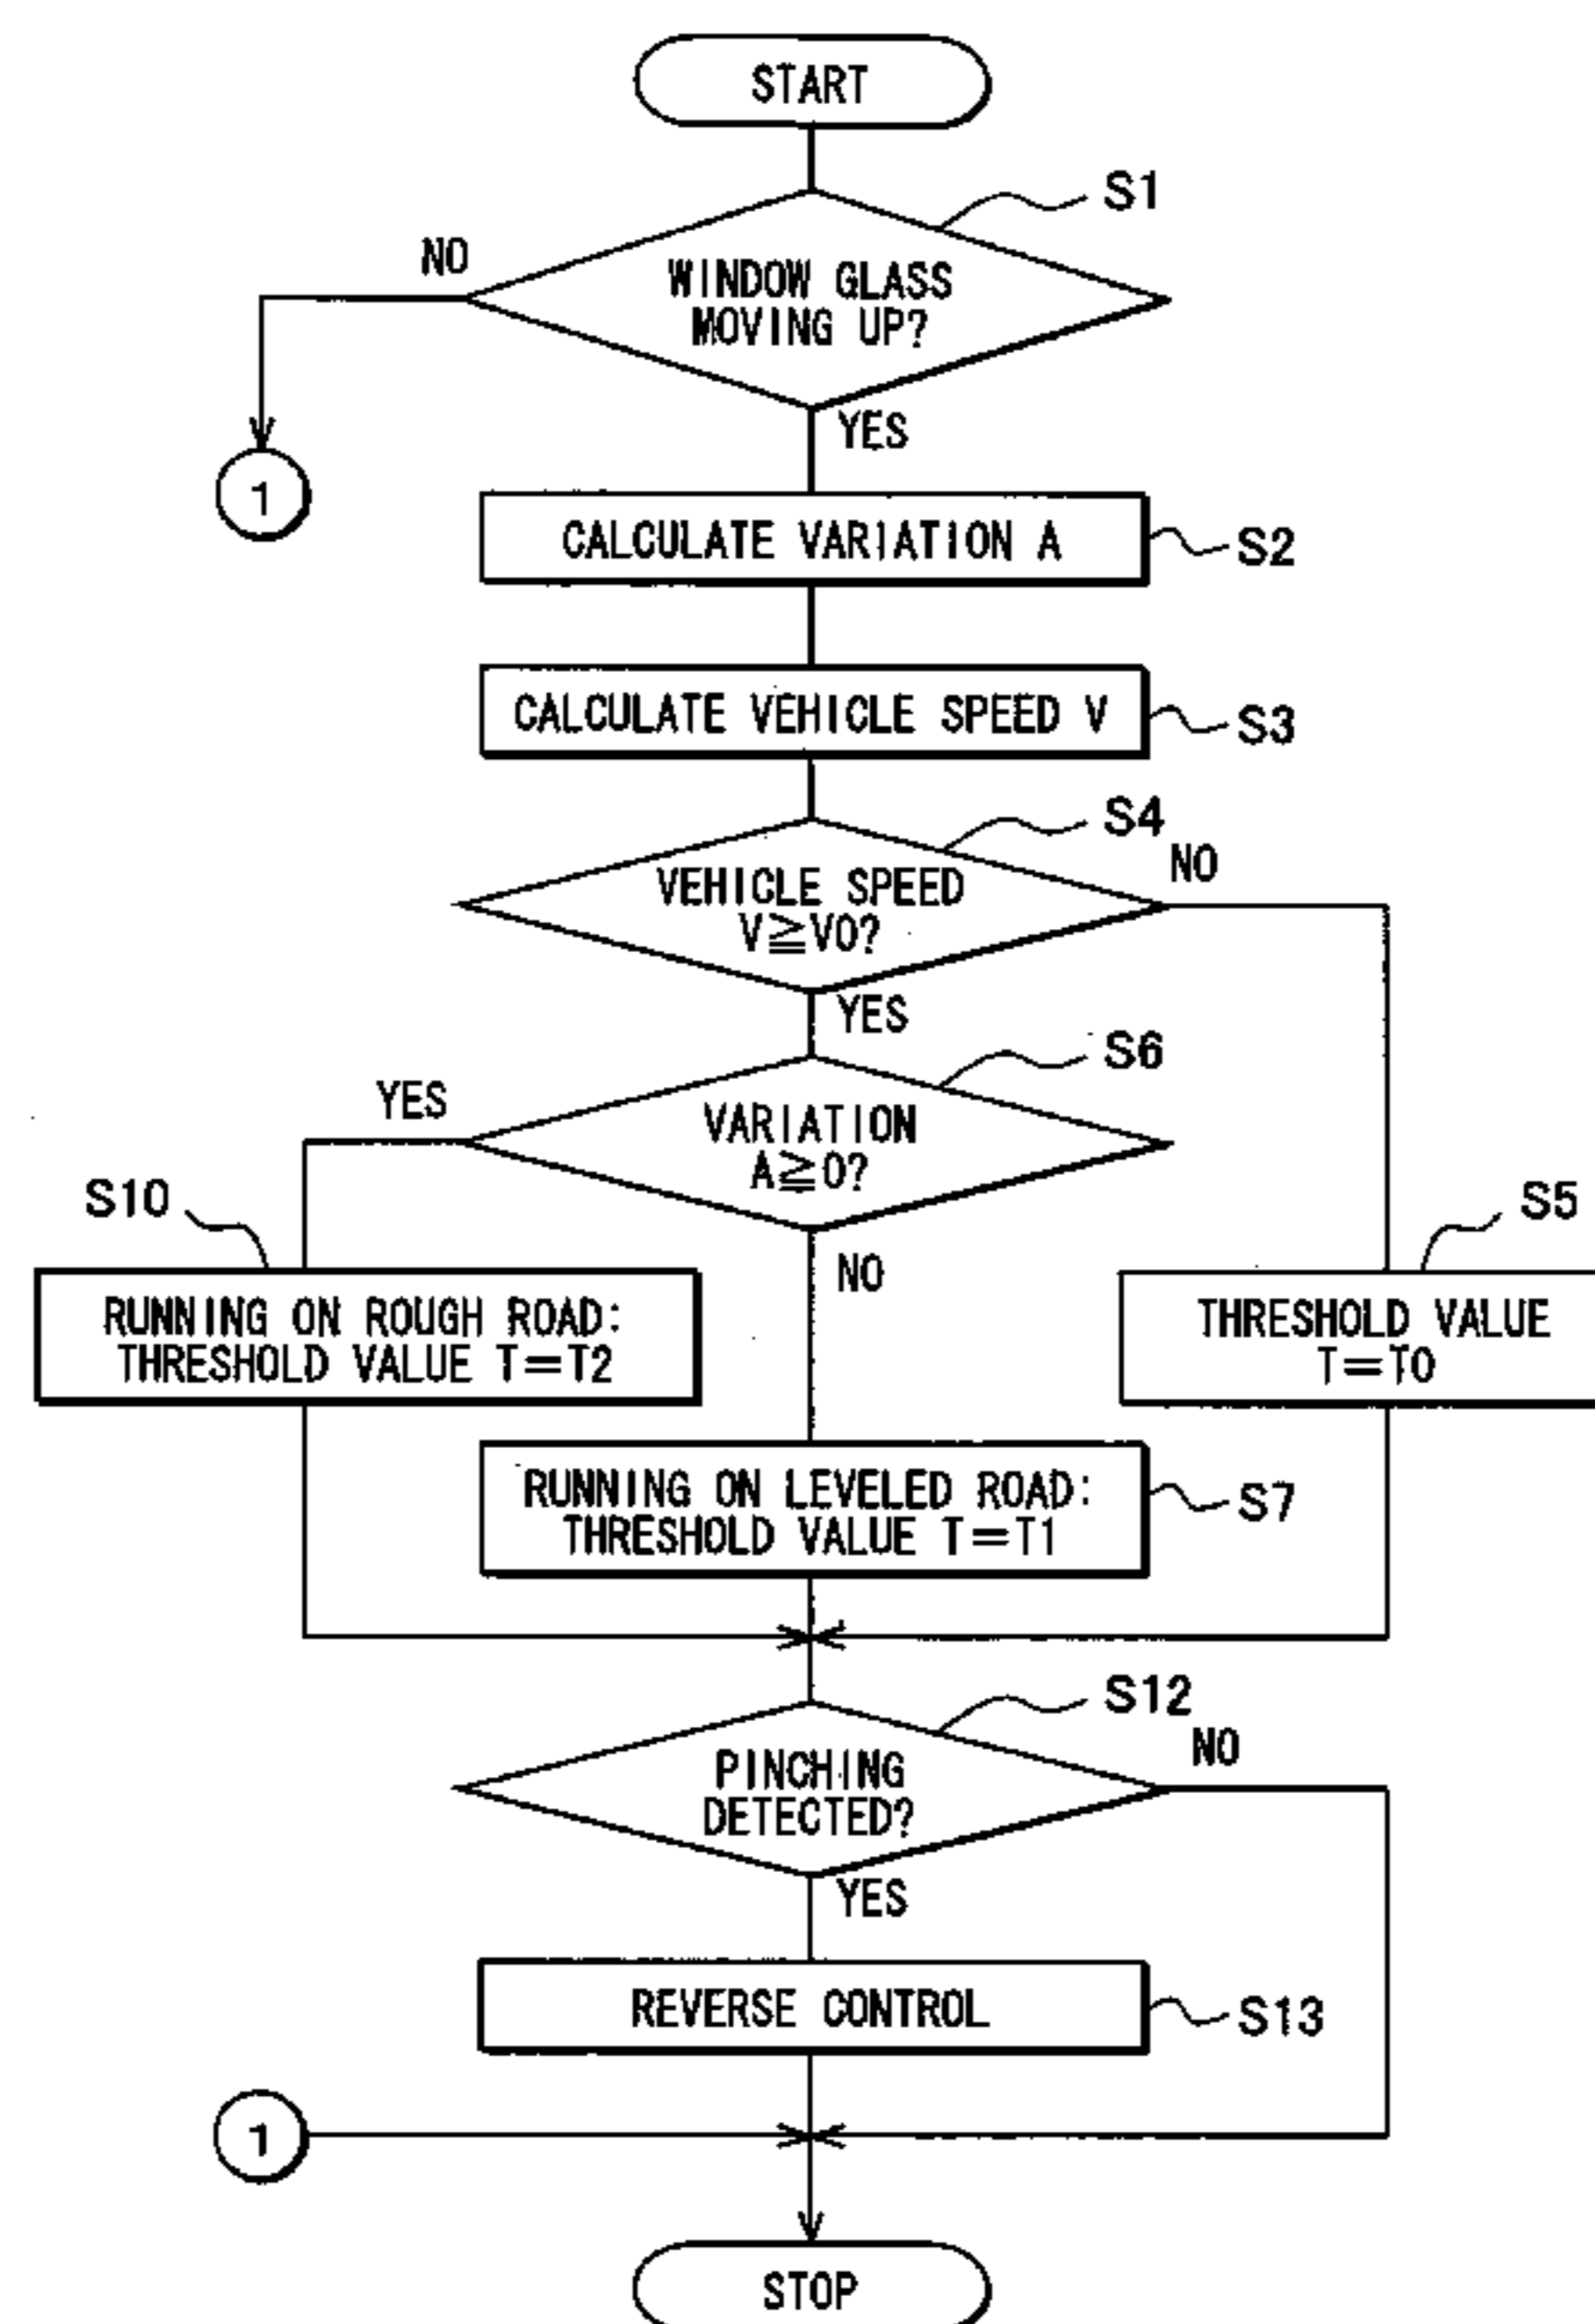 START
S1
NO
WINDOW GLASS
MOVING UP?
YES
1
CALCULATE VARIATION A
S2
CALCULATE VEHICLE SPEED V
S3
S4
NO
VEHICLE SPEED
V≧V0?
YES
S6
YES
VARIATION
A≧0?
S10
S5
NO
RUNNING ON ROUGH ROAD:
THRESHOLD VALUE T=T2
THRESHOLD VALUE
T=T0
RUNNING ON LEVELED ROAD:
THRESHOLD VALUE T=T1
S7
S12
NO
PINCHING
DETECTED?
YES
REVERSE CONTROL
S13
1
STOP